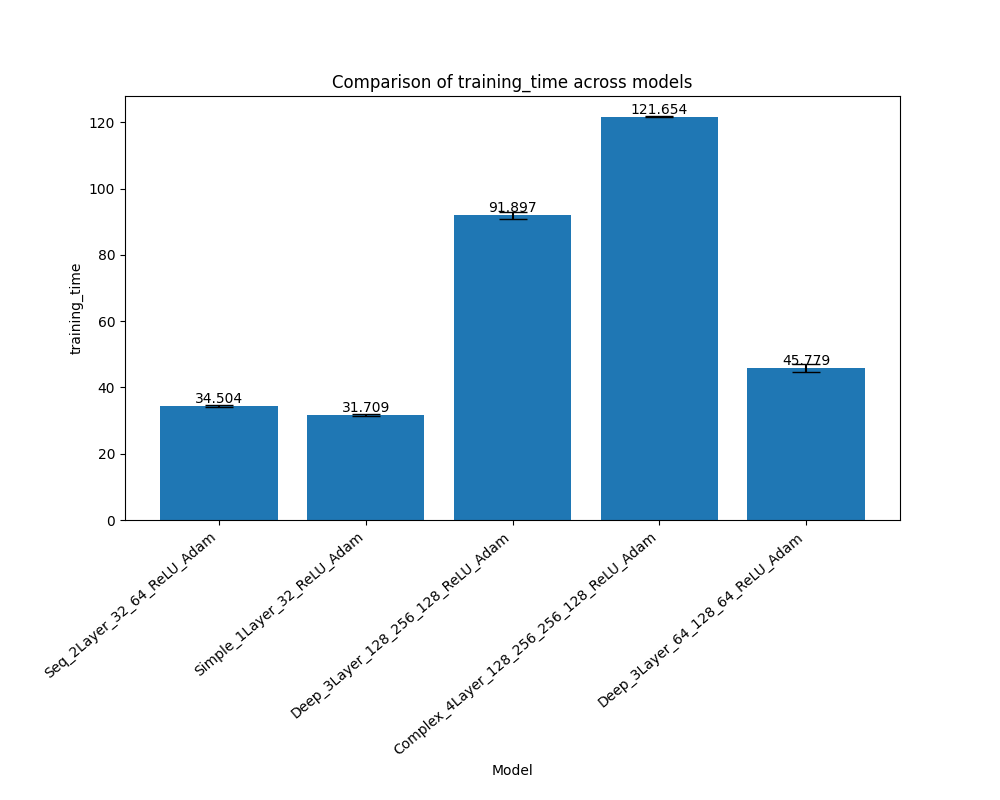 Comparison of training_time across models
training_time
120
100
80
60
40
20
0
34.504
31.709
91.897
121.654
45.779
Seq_2Layer_32_64_ReLU_Adam
Simple_1Layer_32_ReLU_Adam
Deep_3Layer_128_256_128_ReLU_Adam
Complex_4Layer_128_256_256_128_ReLU_Adam
Deep_3Layer_64_128_64_ReLU_Adam
Model